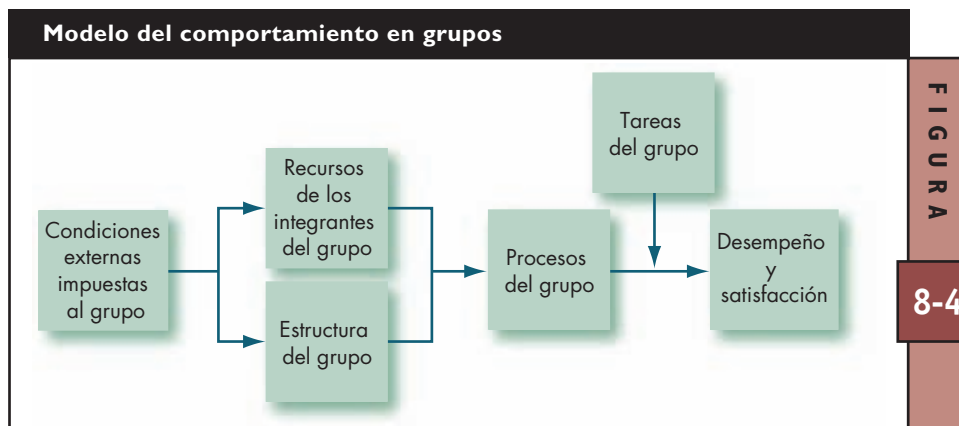 Modelo del comportamiento en grupos
Condiciones
externas
impuestas
al grupo
Recursos
de los
integrantes
del grupo
Estructura
del grupo
Procesos
del grupo
Tareas
del grupo
Desempeño
y
satisfacción
FIGURA
8-4